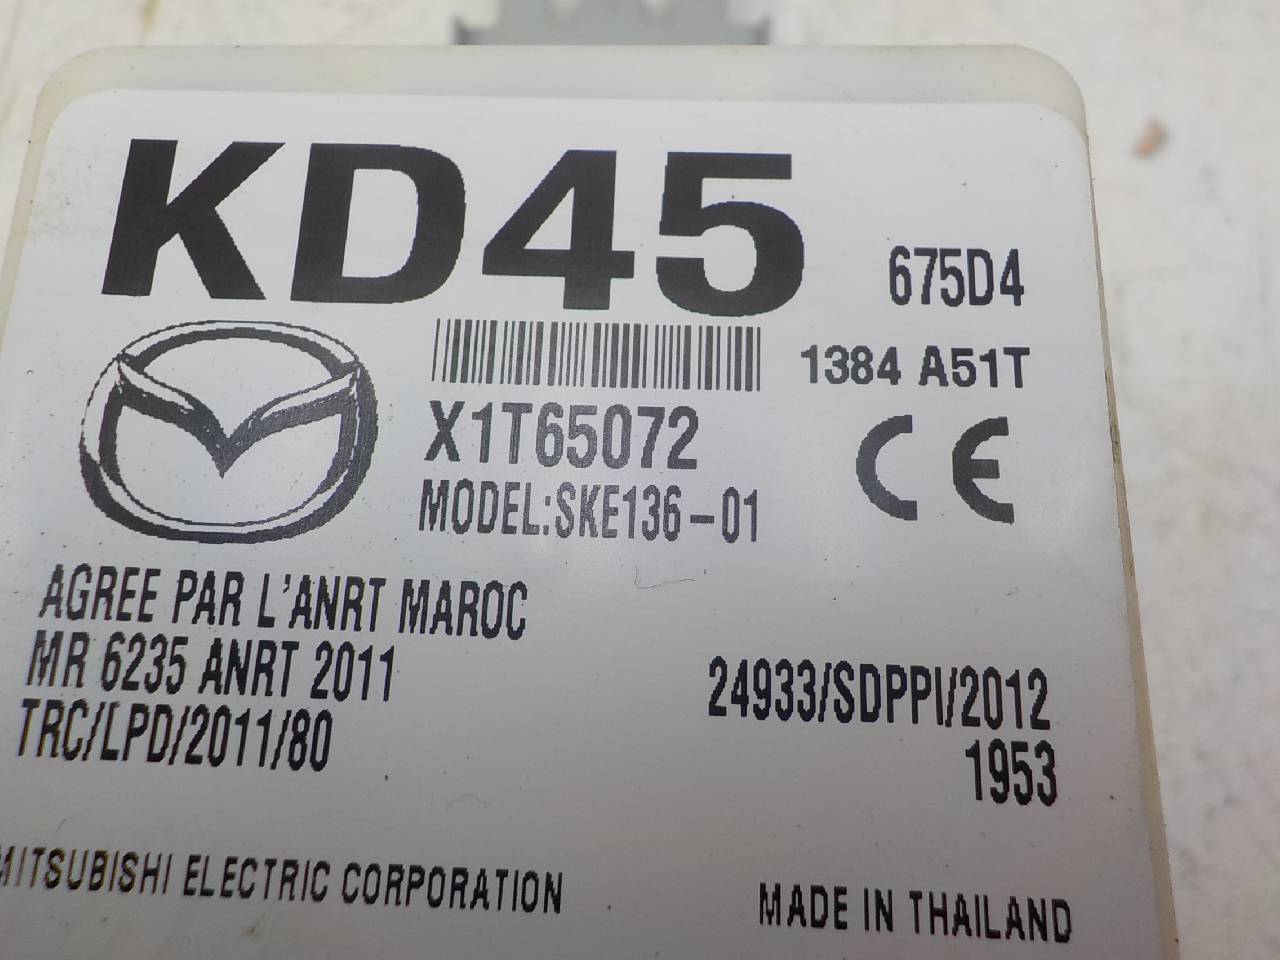 KD45
675D4
1384 A51T
X1T65072
MODEL:SKE136-01
CE
AGREE PAR L'ANRT MAROC
MR 6235 ANRT 2011
TRC/LPD/2011/80
24933/SDPPI/2012
1953
MITSUBISHI ELECTRIC CORPORATION
MADE IN THAILAND